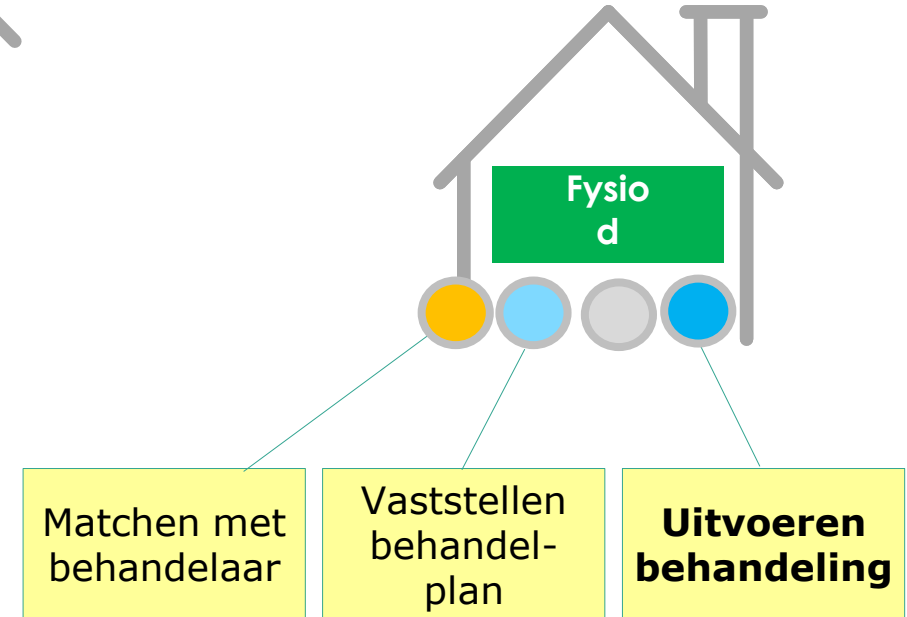 Fysio
d
Matchen met
behandelaar
Vaststellen
behandel-
plan
Uitvoeren
behandeling